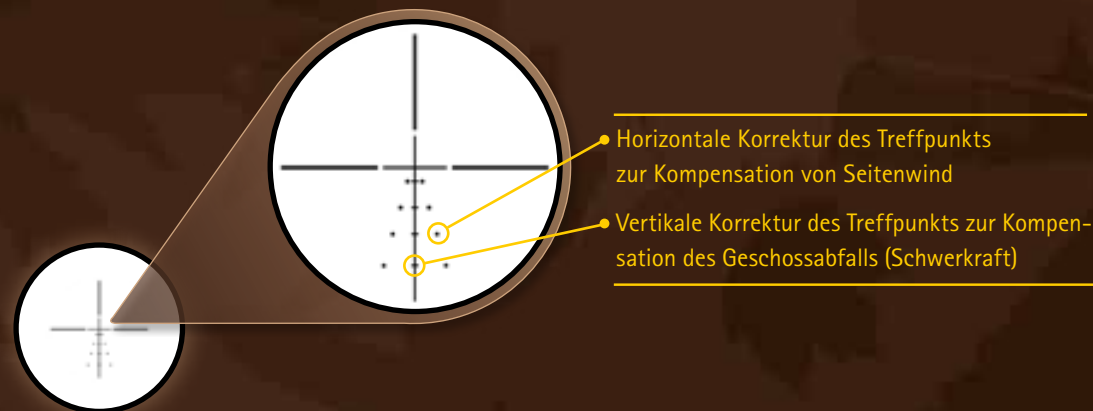 Horizontale Korrektur des Treffpunkts
zur Kompensation von Seitenwind
Vertikale Korrektur des Treffpunkts zur Kompen-
sation des Geschossabfalls (Schwerkraft)